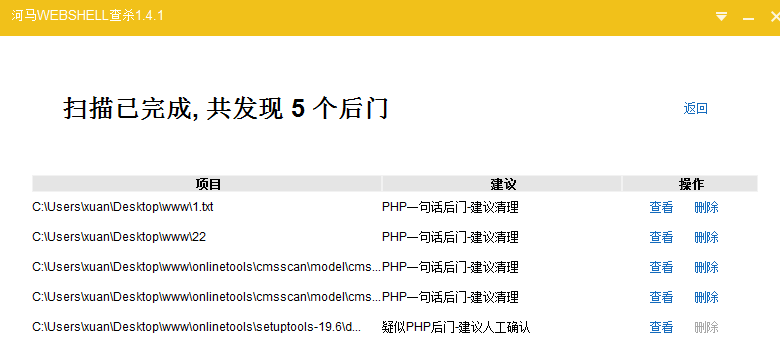 河马WEBSHELL查杀1.4.1
扫描已完成, 共发现 5 个后门
返回
项目 建议 操作
C:\Users\xuan\Desktop\www\1.txt PHP一句话后门-建议清理 查看 删除
C:\Users\xuan\Desktop\www\22 PHP一句话后门-建议清理 查看 删除
C:\Users\xuan\Desktop\www\onlinetools\cmsscan\model\cms... PHP一句话后门-建议清理 查看 删除
C:\Users\xuan\Desktop\www\onlinetools\cmsscan\model\cms... PHP一句话后门-建议清理 查看 删除
C:\Users\xuan\Desktop\www\onlinetools\setuptools-19.6\d... 疑似PHP后门-建议人工确认 查看 删除